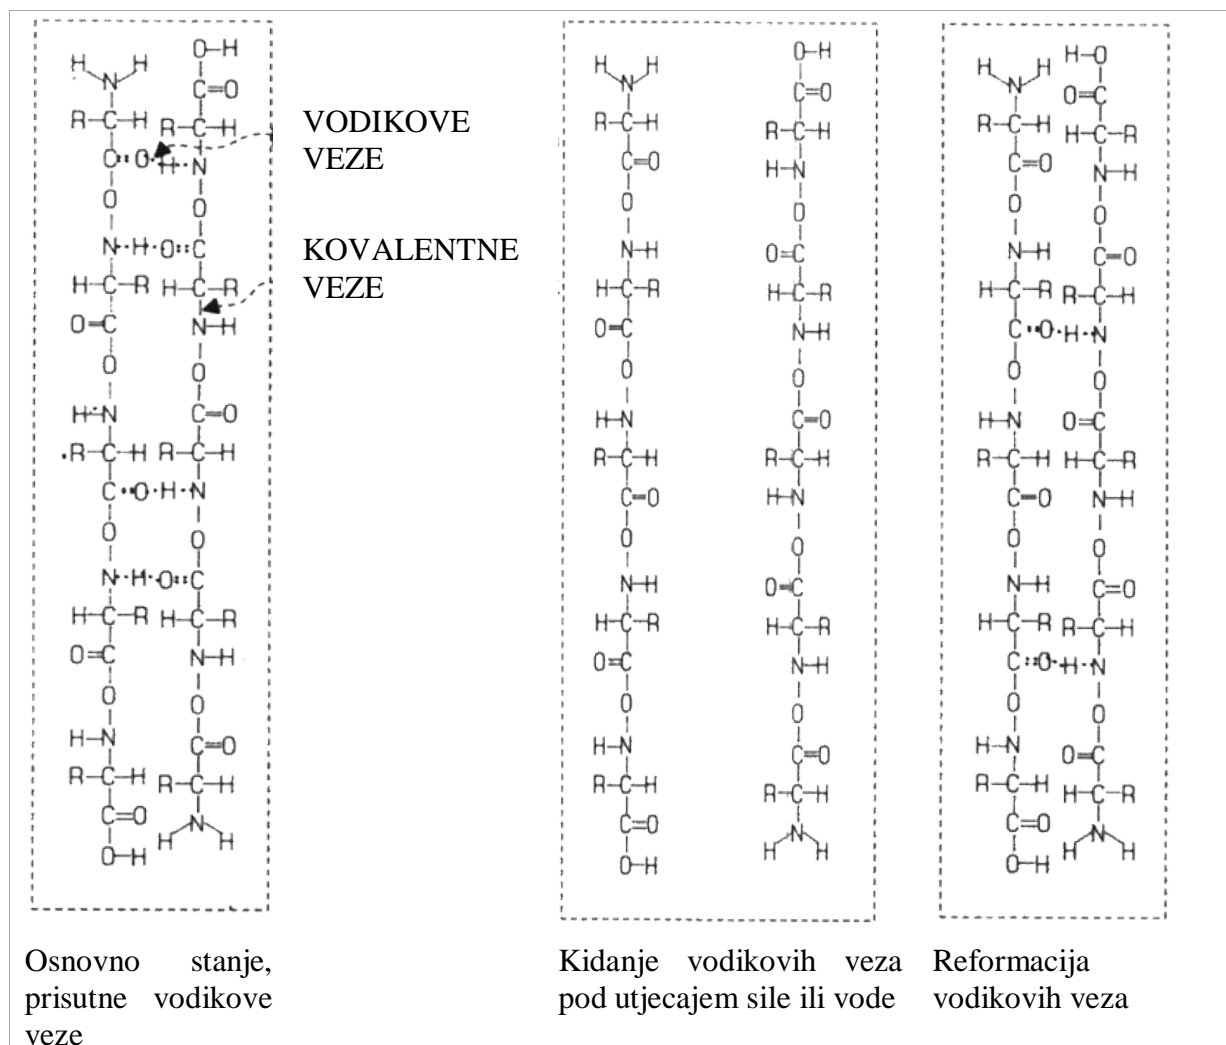 VODIKOVE
VEZE
KOVALENTNE
VEZE
Osnovno stanje,
prisutne vodikove
veze
Kidanje vodikovih veza
pod utjecajem sile ili vode
Reformacija
vodikovih veza